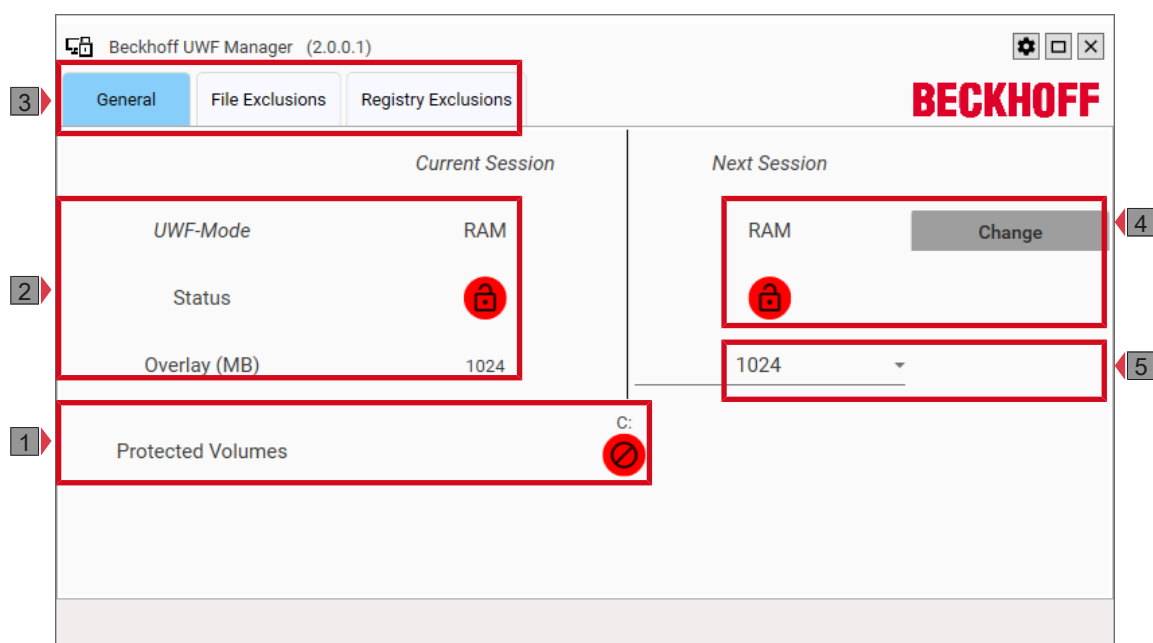 Beckhoff UWF Manager (2.0.0.1)
3
General File Exclusions Registry Exclusions
BECKHOFF
Current Session Next Session
UWF-Mode RAM RAM Change
4
2
Status
Overlay (MB) 1024 1024
5
C:
1
Protected Volumes